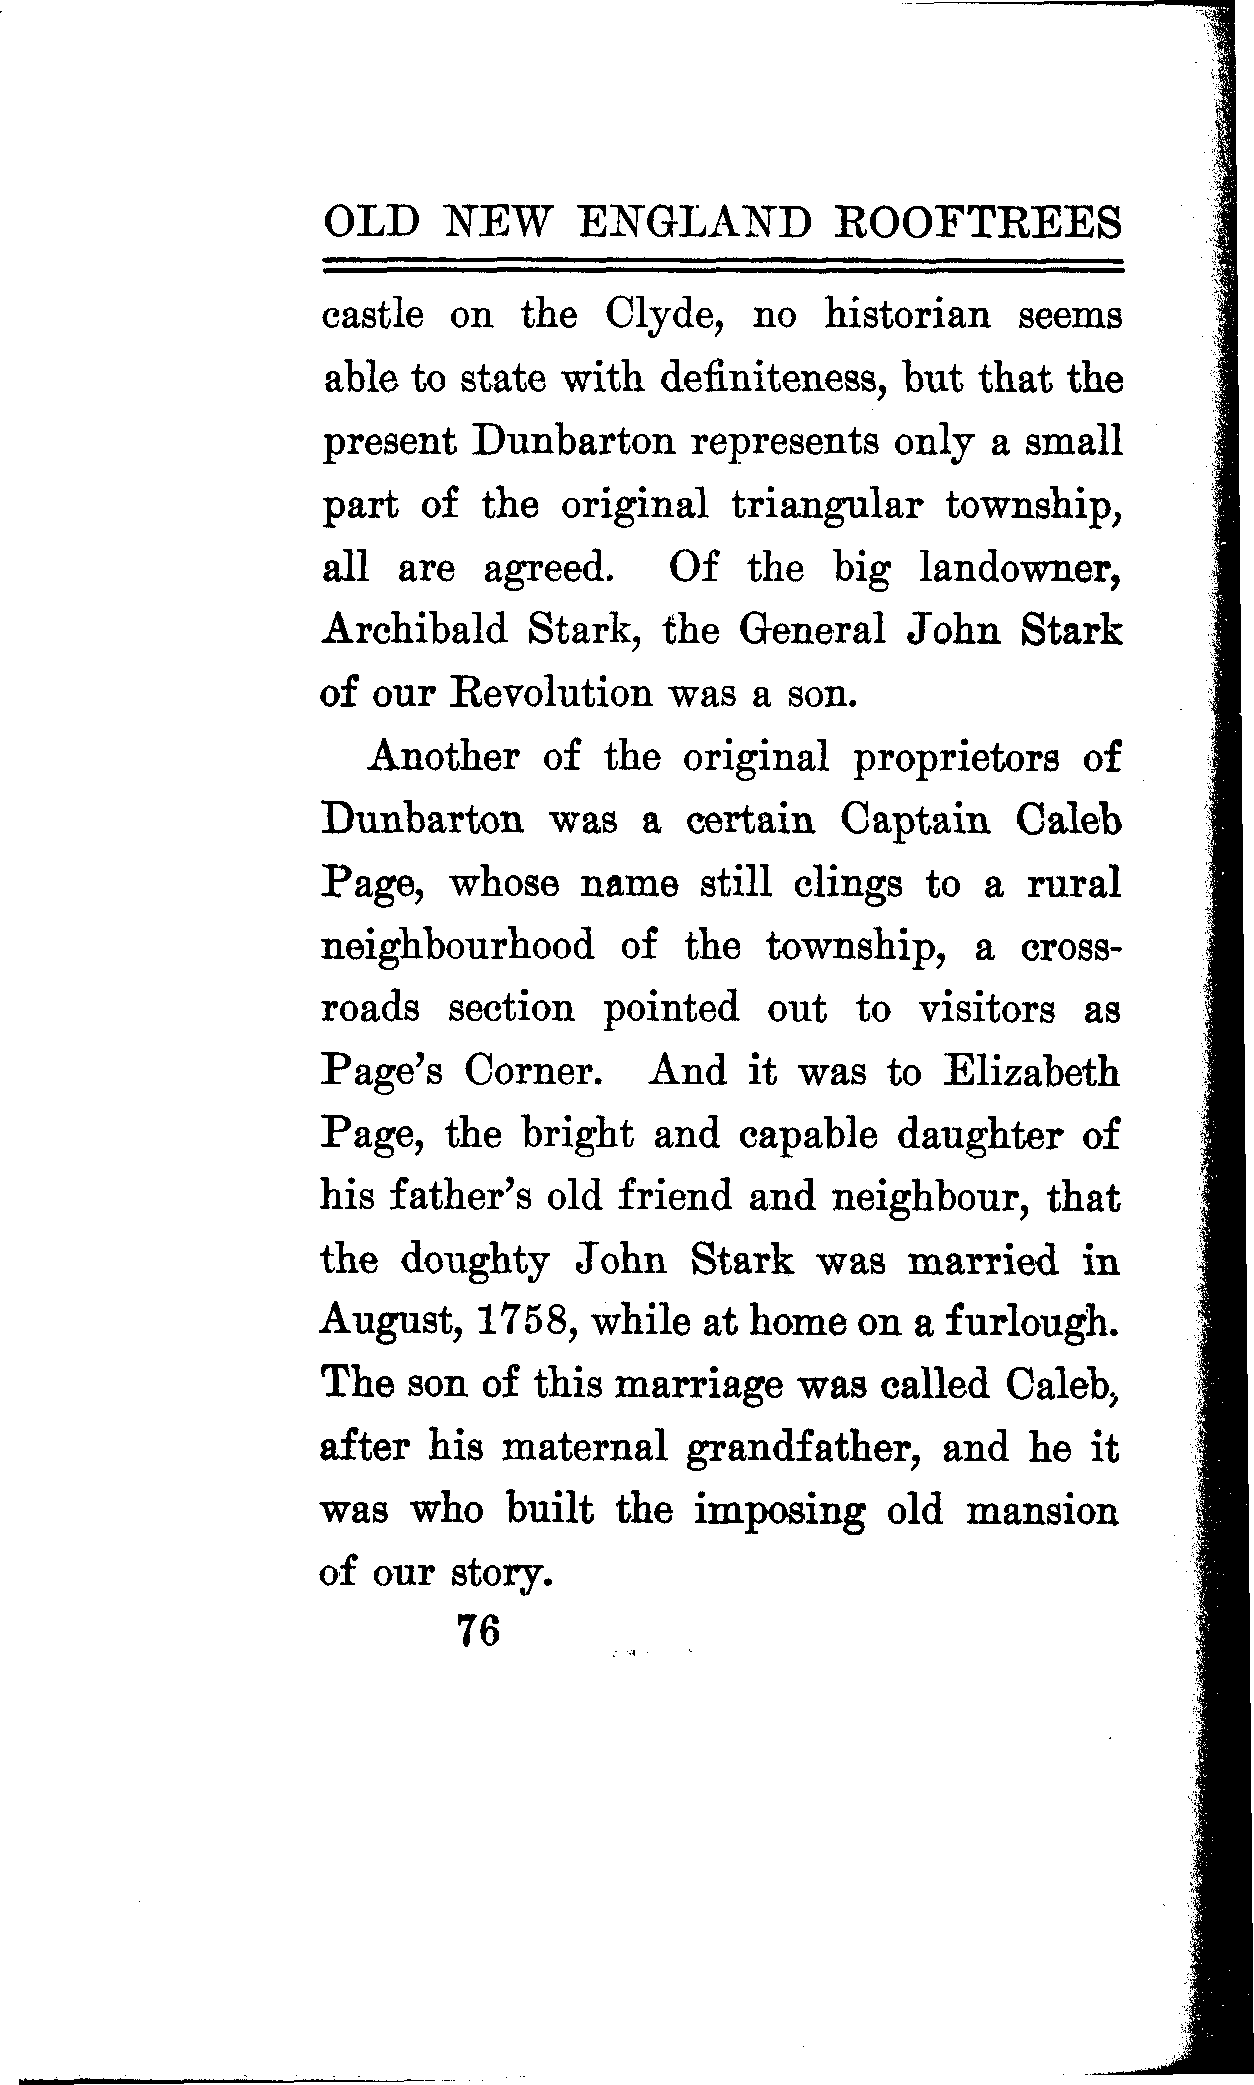 OLD NEW ENGLAND ROOFTREES
castle on the Clyde, no historian seems
able to state with definiteness, but that the
present Dunbarton represents only a small
part of the original triangular township,
all are agreed. Of the big landowner,
Archibald Stark, the General John Stark
of our Revolution was a son.
Another of the original proprietors of
Dunbarton was a certain Captain Caleb
Page, whose name still clings to a rural
neighbourhood of the township, a cross-
roads section pointed out to visitors as
Page's Corner. And it was to Elizabeth
Page, the bright and capable daughter of
his father's old friend and neighbour, that
the doughty John Stark was married in
August, 1758, while at home on a furlough.
The son of this marriage was called Caleb,
after his maternal grandfather, and he it
was who built the imposing old mansion
of our story.
76